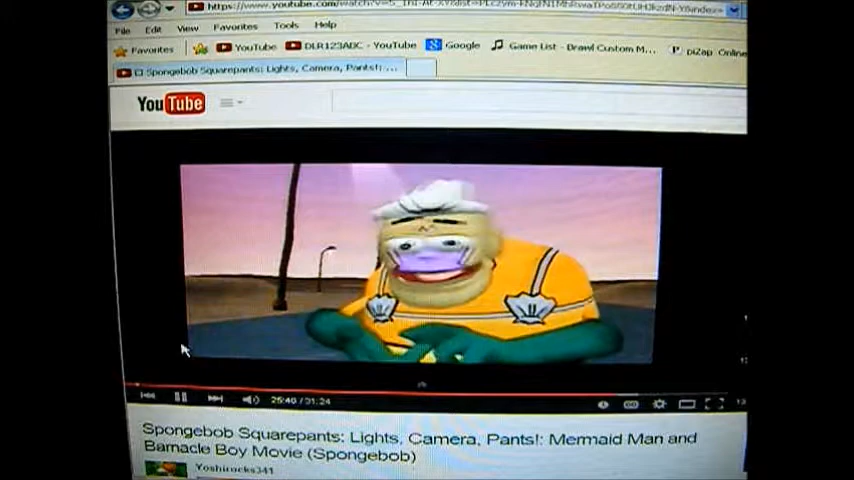 File Edit View Favorites Tools Help
Favorites YouTube DLR123ABC - YouTube Google Game List - Brawl Custom M... piZap Online
Spongebob Squarepants: Lights, Camera, Pants!: ...
YouTube
25:40 / 31:24
Spongebob Squarepants: Lights, Camera, Pants!: Mermaid Man and
Barnacle Boy Movie (Spongebob)
Yoshirocks341